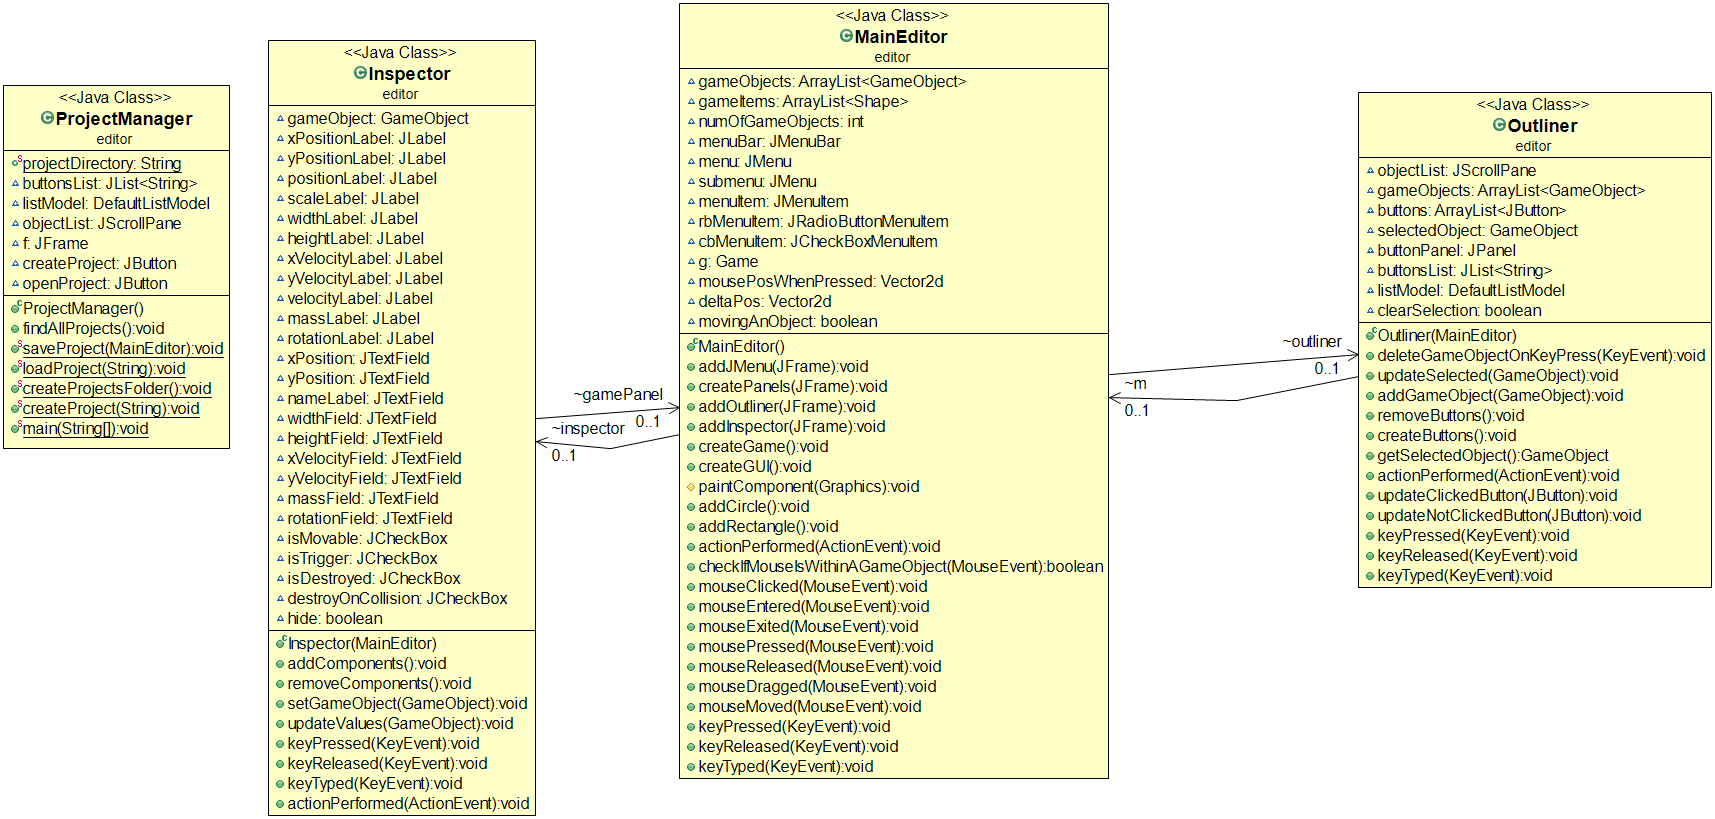 <<Java Class>>
ProjectManager
editor
projectDirectory: String
buttonsList: JList<String>
listModel: DefaultListModel
objectList: JScrollPane
f: JFrame
createProject: JButton
openProject: JButton
ProjectManager()
findAllProjects():void
saveProject(MainEditor):void
loadProject(String):void
createProjectsFolder():void
createProject(String):void
main(String[]):void
<<Java Class>>
Inspector
editor
gameObject: GameObject
xPositionLabel: JLabel
yPositionLabel: JLabel
positionLabel: JLabel
scaleLabel: JLabel
widthLabel: JLabel
heightLabel: JLabel
xVelocityLabel: JLabel
yVelocityLabel: JLabel
velocityLabel: JLabel
massLabel: JLabel
rotationLabel: JLabel
xPosition: JTextField
yPosition: JTextField
nameLabel: JTextField
widthField: JTextField
heightField: JTextField
xVelocityField: JTextField
yVelocityField: JTextField
massField: JTextField
rotationField: JTextField
isMovable: JCheckBox
isTrigger: JCheckBox
isDestroyed: JCheckBox
destroyOnCollision: JCheckBox
hide: boolean
Inspector(MainEditor)
addComponents():void
removeComponents():void
setGameObject(GameObject):void
updateValues(GameObject):void
keyPressed(KeyEvent):void
keyReleased(KeyEvent):void
keyTyped(KeyEvent):void
actionPerformed(ActionEvent):void
~gamePanel
0..1
~inspector
0..1
<<Java Class>>
MainEditor
editor
gameObjects: ArrayList<GameObject>
gameItems: ArrayList<Shape>
numOfGameObjects: int
menuBar: JMenuBar
menu: JMenu
submenu: JMenu
menuItem: JMenuItem
rbMenuItem: JRadioButtonMenuItem
cbMenuItem: JCheckBoxMenuItem
g: Game
mousePosWhenPressed: Vector2d
deltaPos: Vector2d
movingAnObject: boolean
MainEditor()
addJMenu(JFrame):void
createPanels(JFrame):void
addOutliner(JFrame):void
addInspector(JFrame):void
createGame():void
createGUI():void
paintComponent(Graphics):void
addCircle():void
addRectangle():void
actionPerformed(ActionEvent):void
checkIfMouseIsWithinAGameObject(MouseEvent):boolean
mouseClicked(MouseEvent):void
mouseEntered(MouseEvent):void
mouseExited(MouseEvent):void
mousePressed(MouseEvent):void
mouseReleased(MouseEvent):void
mouseDragged(MouseEvent):void
mouseMoved(MouseEvent):void
keyPressed(KeyEvent):void
keyReleased(KeyEvent):void
keyTyped(KeyEvent):void
~outliner
0..1
~m
0..1
<<Java Class>>
Outliner
editor
objectList: JScrollPane
gameObjects: ArrayList<GameObject>
buttons: ArrayList<JButton>
selectedObject: GameObject
buttonPanel: JPanel
buttonsList: JList<String>
listModel: DefaultListModel
clearSelection: boolean
Outliner(MainEditor)
deleteGameObjectOnKeyPress(KeyEvent):void
updateSelected(GameObject):void
addGameObject(GameObject):void
removeButtons():void
createButtons():void
getSelectedObject():GameObject
actionPerformed(ActionEvent):void
updateClickedButton(JButton):void
updateNotClickedButton(JButton):void
keyPressed(KeyEvent):void
keyReleased(KeyEvent):void
keyTyped(KeyEvent):void